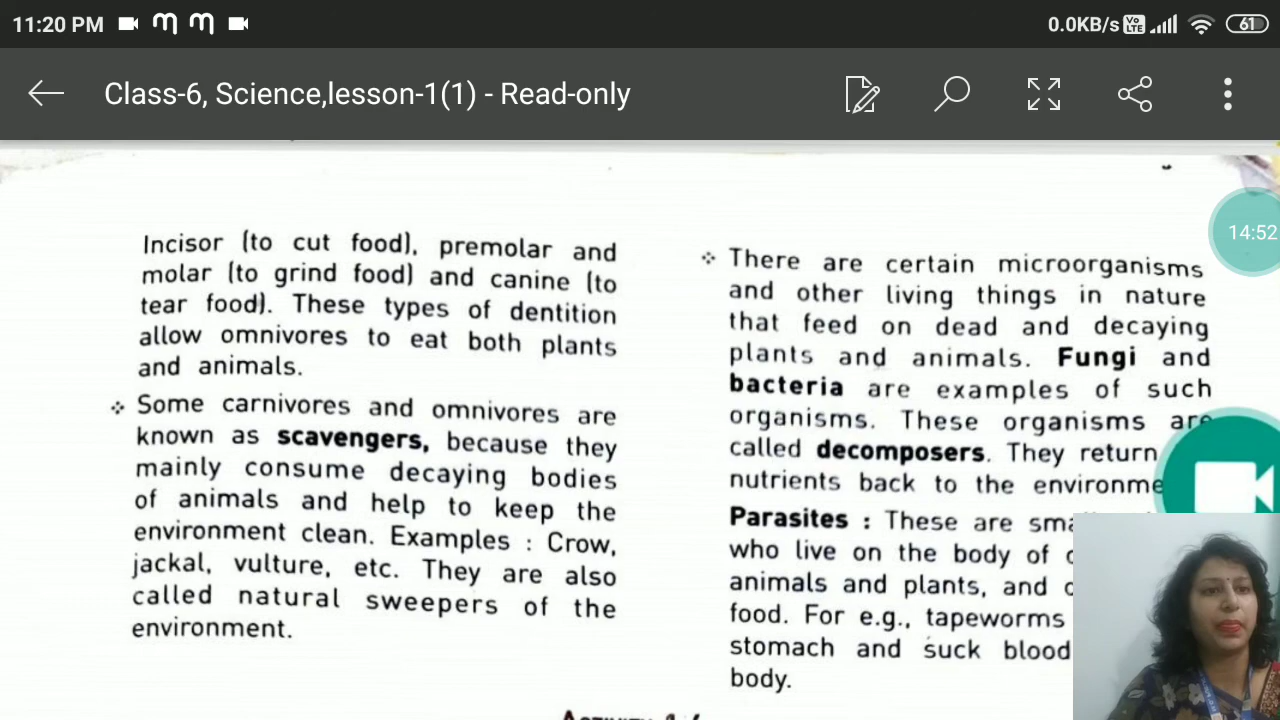 11:20 PM
0.0KB/s Vo LTE 61
Class-6, Science,lesson-1(1) - Read-only
14:52
Incisor (to cut food), premolar and
molar (to grind food) and canine (to
tear food). These types of dentition
allow omnivores to eat both plants
and animals.
❖ Some carnivores and omnivores are
known as scavengers, because they
mainly consume decaying bodies
of animals and help to keep the
environment clean. Examples : Crow,
jackal, vulture, etc. They are also
called natural sweepers of the
environment.
❖ There are certain microorganisms
and other living things in nature
that feed on dead and decaying
plants and animals. Fungi and
bacteria are examples of such
organisms. These organisms are
called decomposers. They return
nutrients back to the
Parasites : These are
who live on the body of
animals and plants, and
food. For e.g., tapeworms
stomach and suck blood
body.